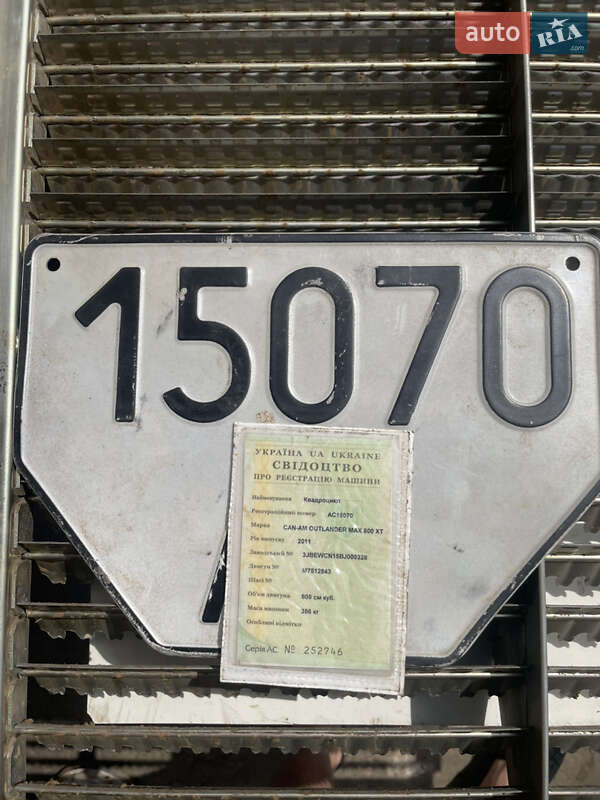 auto RIA.com
15070
УКРАЇНА UA UKRAINE
СВІДОЦТВО
ПРО РЕЄСТРАЦІЮ МАШИНИ
Найменування Квадроцикл
Реєстраційний номер АС15070
Марка CAN-AM OUTLANDER MAX 800 XT
Рік випуску 2011
Заводський № 3JBEWCN15BJ000328
Двигун № M7812843
Шасі №
Об'єм двигуна 800 см куб.
Маса машини 386 кг
Особливі відмітки
Серія АС № 252746